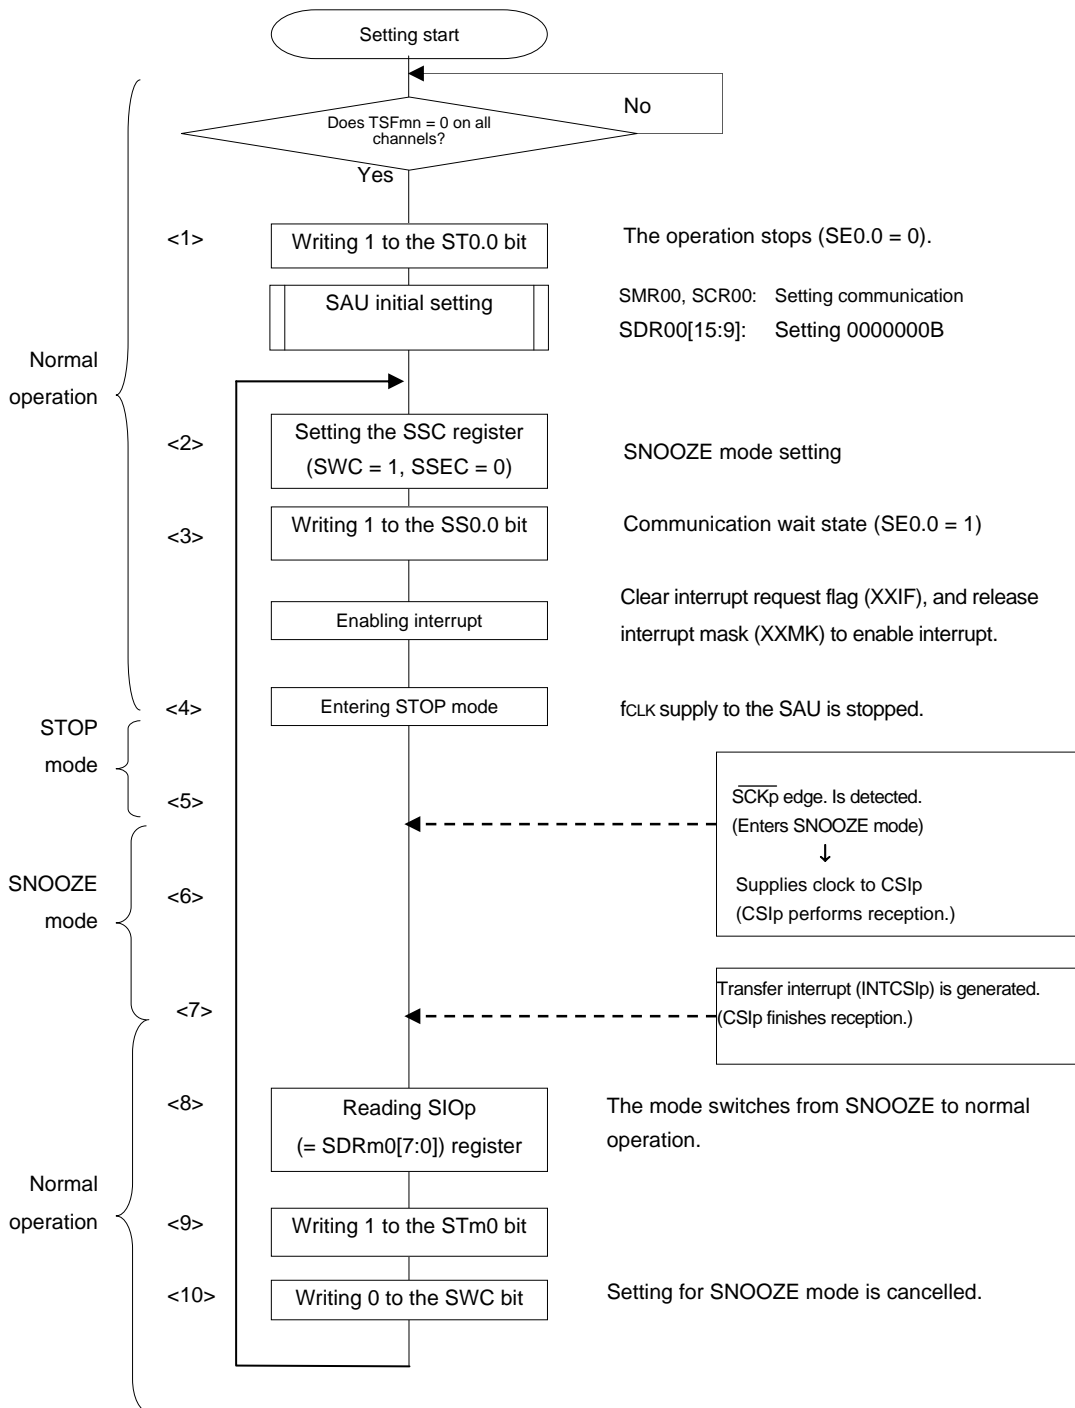 Setting start
No
Does TSFmn = 0 on all
channels?
Yes
<1>
Writing 1 to the ST0.0 bit
The operation stops (SE0.0 = 0).
SAU initial setting
SMR00, SCR00: Setting communication
SDR00[15:9]: Setting 0000000B
Normal
operation
<2>
Setting the SSC register
(SWC = 1, SSEC = 0)
SNOOZE mode setting
<3>
Writing 1 to the SS0.0 bit
Communication wait state (SE0.0 = 1)
Enabling interrupt
Clear interrupt request flag (XXIF), and release
interrupt mask (XXMK) to enable interrupt.
<4>
Entering STOP mode
fCLK supply to the SAU is stopped.
STOP
mode
<5>
SCKp edge. Is detected.
(Enters SNOOZE mode)
↓
Supplies clock to CSIp
(CSIp performs reception.)
SNOOZE
mode
<6>
<7>
Transfer interrupt (INTCSIp) is generated.
(CSIp finishes reception.)
<8>
Reading SIOp
(= SDRm0[7:0]) register
The mode switches from SNOOZE to normal
operation.
Normal
operation
<9>
Writing 1 to the STm0 bit
<10>
Writing 0 to the SWC bit
Setting for SNOOZE mode is cancelled.